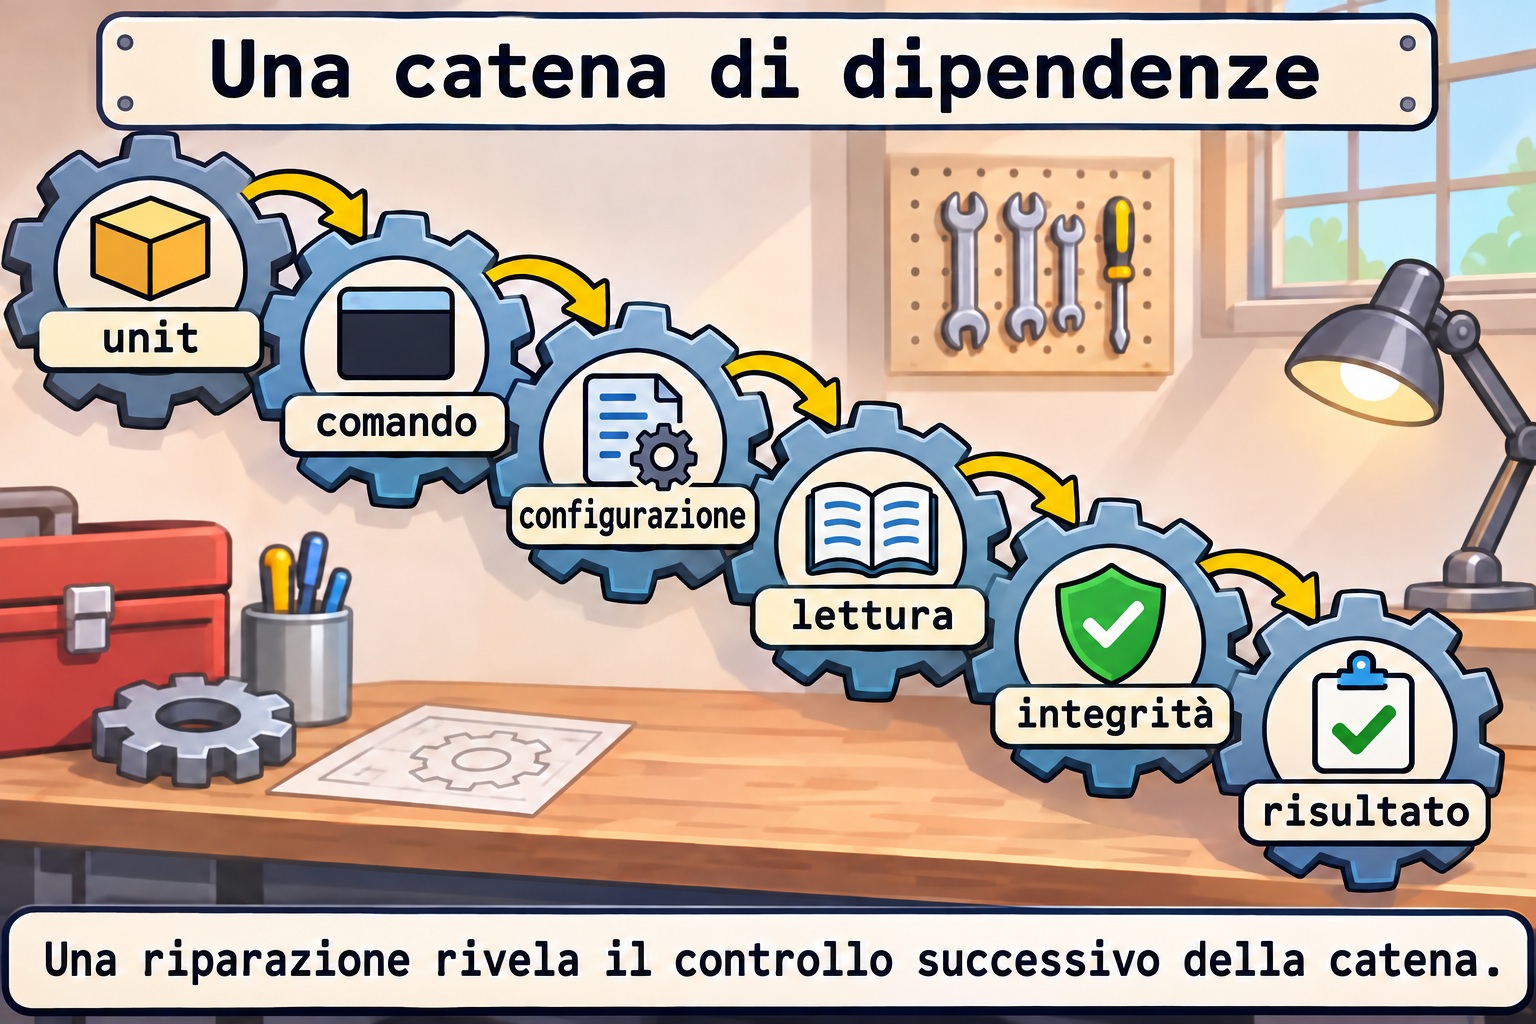 Una catena di dipendenze
unit
comando
configurazione
lettura
integrità
risultato
Una riparazione rivela il controllo successivo della catena.